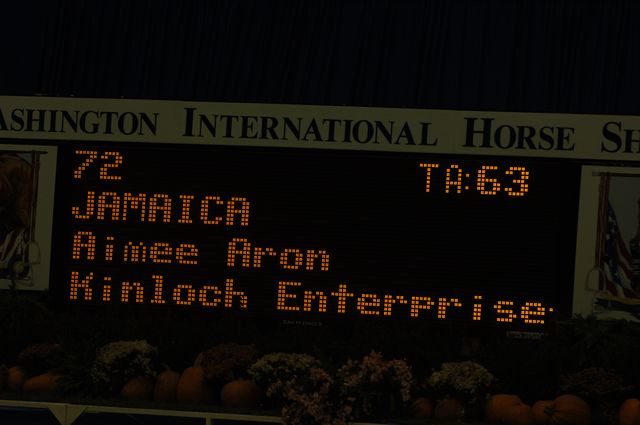 ASHINGTON INTERNATIONAL HORSE SH
72 TA:63
JAMAICA
Aimee Aron
Kinloch Enterprise